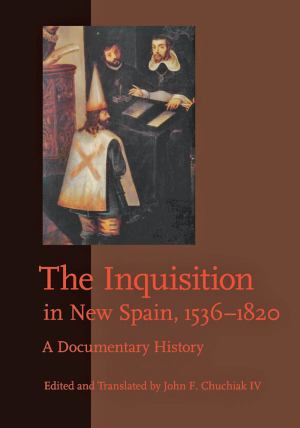 The Inquisition
in New Spain, 1536–1820
A Documentary History
Edited and Translated by John F. Chuchiak IV